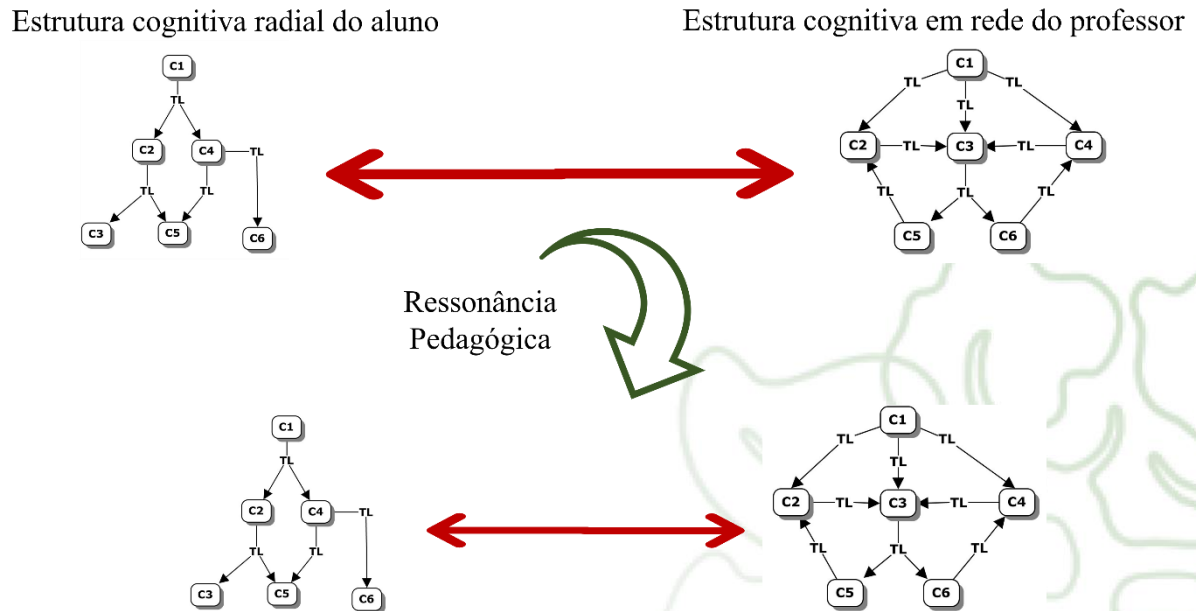 Estrutura cognitiva radial do aluno
Estrutura cognitiva em rede do professor
C1
TL
C2
C4
TL
TL
TL
C3
C5
C6
C1
TL
TL
TL
C2
TL
C3
TL
C4
TL
TL
TL
C5
C6
Ressonância
Pedagógica
C1
TL
C2
C4
TL
TL
TL
C3
C5
C6
C1
TL
TL
TL
C2
TL
C3
TL
C4
TL
TL
TL
C5
C6